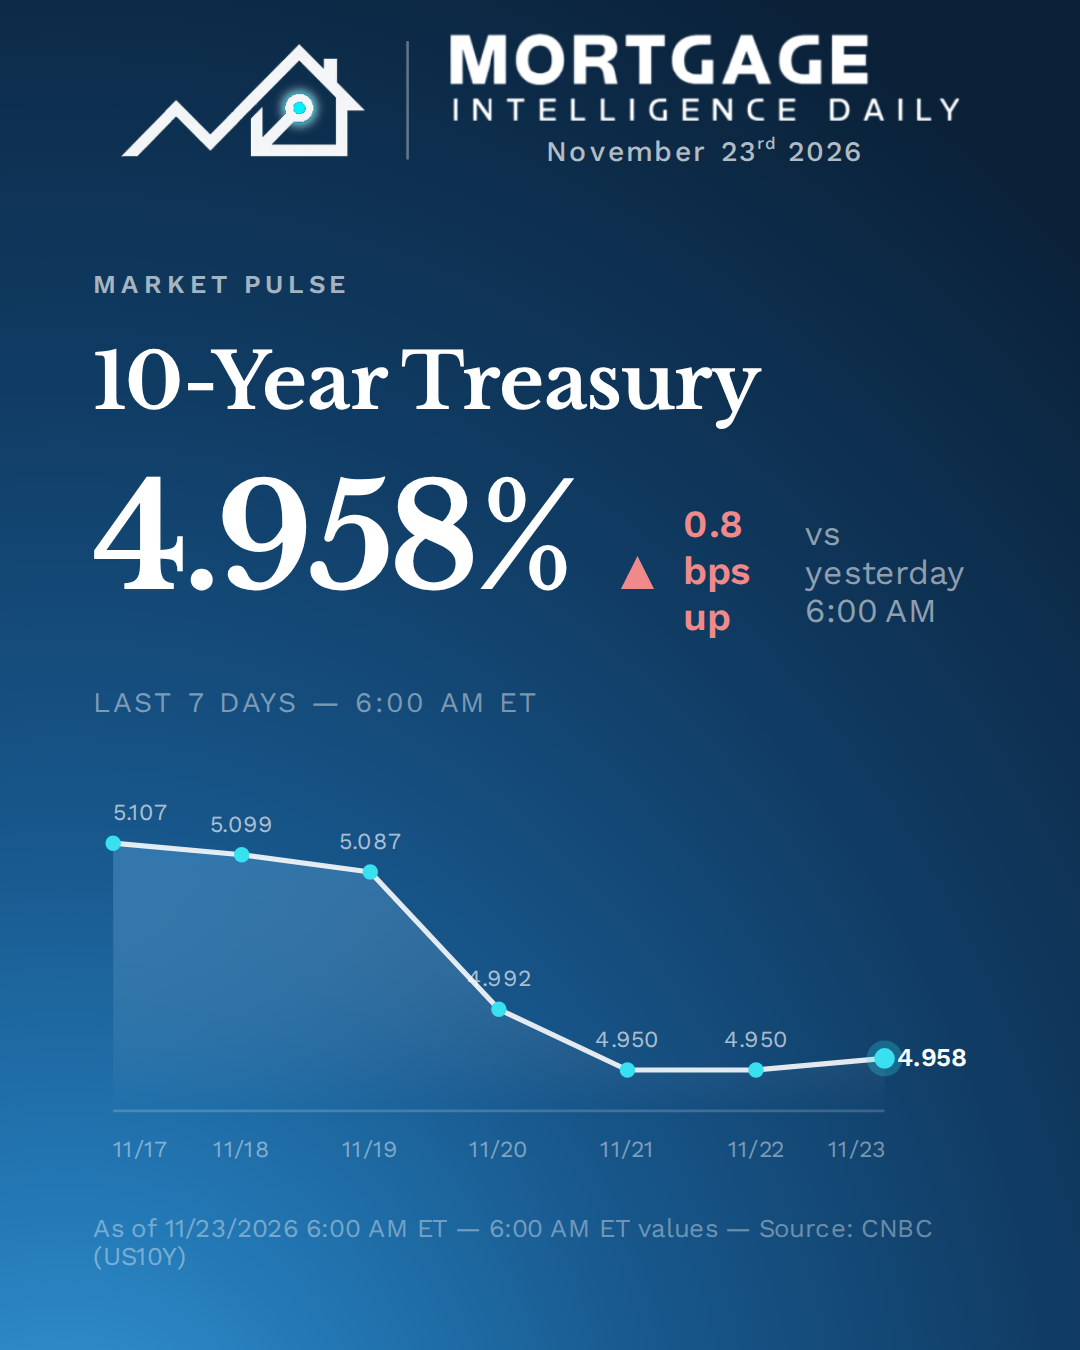 MORTGAGE
INTELLIGENCE DAILY
November 23rd 2026
MARKET PULSE
10-Year Treasury
4.958%
▲ 0.8 bps up
vs yesterday 6:00 AM
LAST 7 DAYS — 6:00 AM ET
5.107
5.099
5.087
4.992
4.950
4.950
4.958
11/17 11/18 11/19 11/20 11/21 11/22 11/23
As of 11/23/2026 6:00 AM ET — 6:00 AM ET values — Source: CNBC
(US10Y)